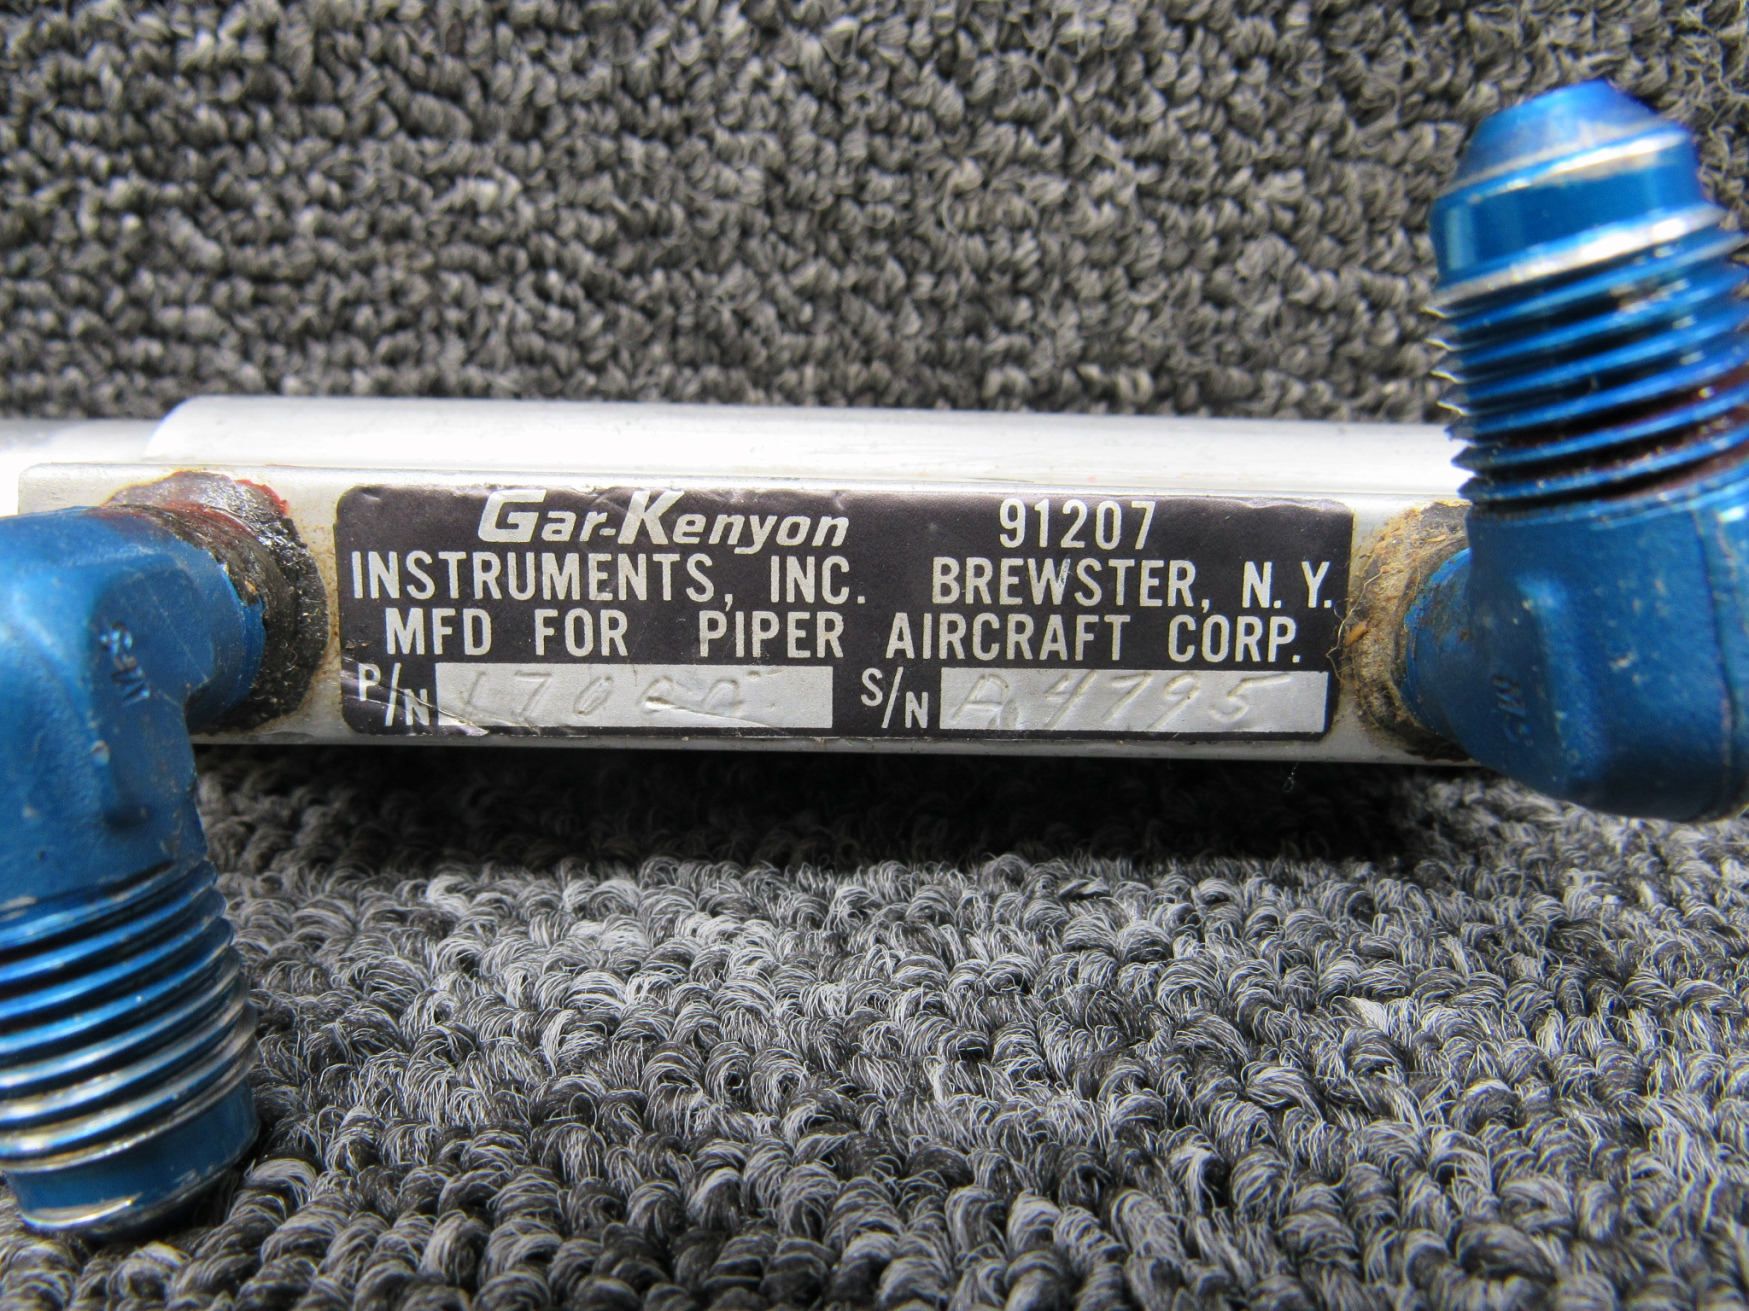 Gar-Kenyon 91207
INSTRUMENTS, INC. BREWSTER, N.Y.
MFD FOR PIPER AIRCRAFT CORP.
P/N S/N A4795